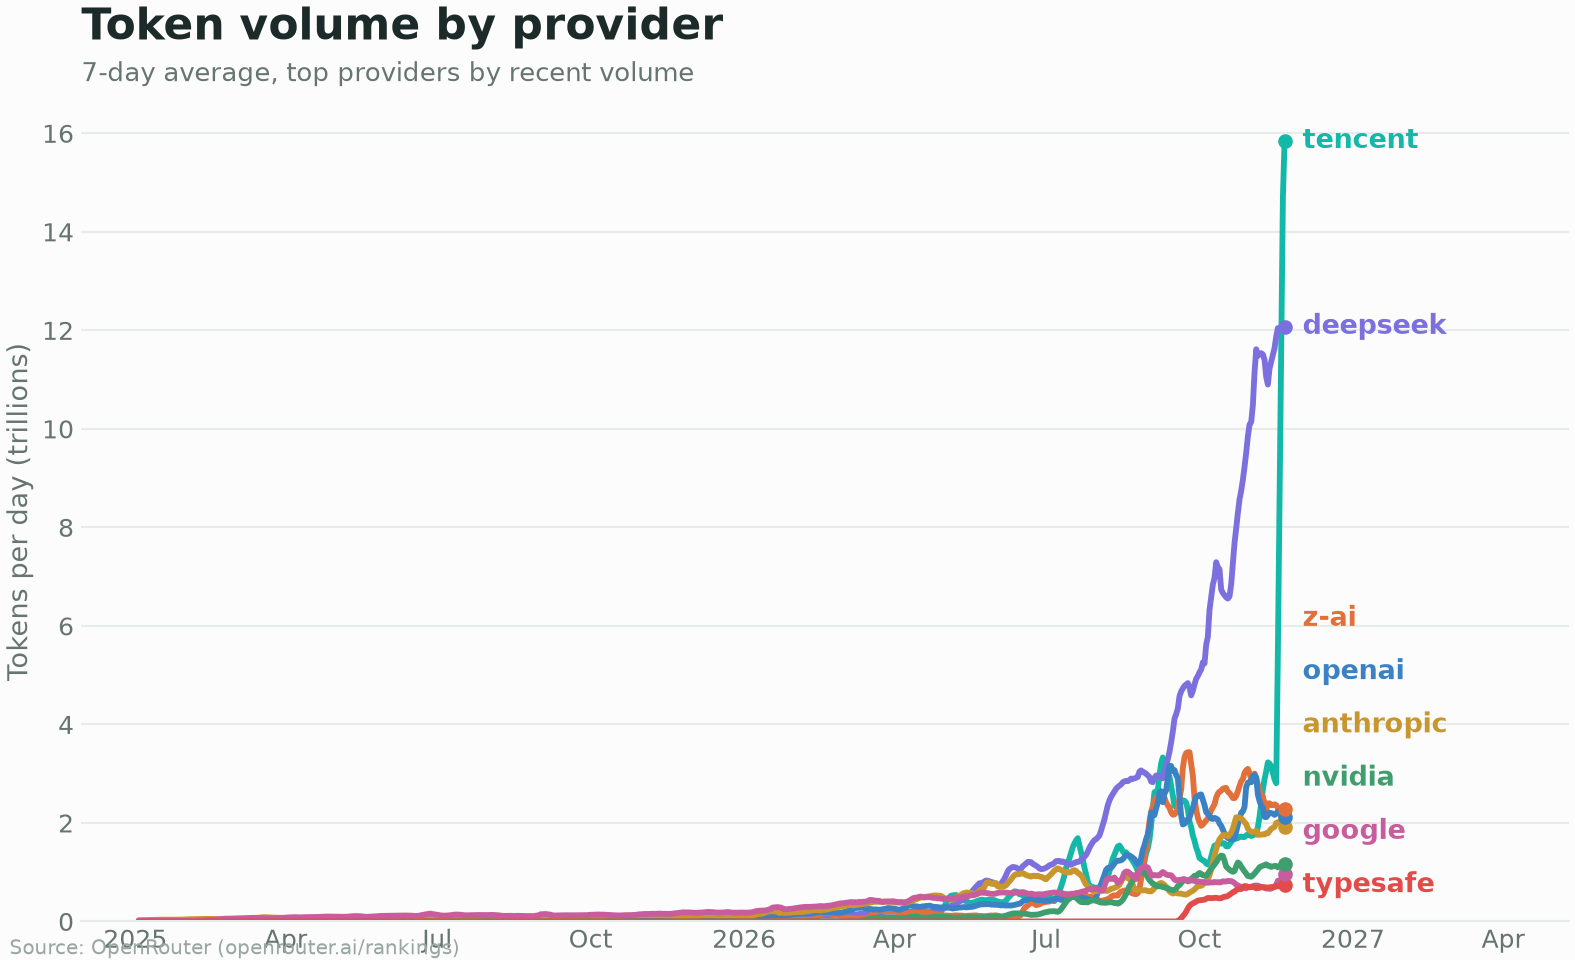 Token volume by provider
7-day average, top providers by recent volume
Tokens per day (trillions)
16
14
12
10
8
6
4
2
0
tencent
deepseek
z-ai
openai
anthropic
nvidia
google
typesafe
2025 Apr Jul Oct 2026 Apr Jul Oct 2027 Apr
Source: OpenRouter (openrouter.ai/rankings)